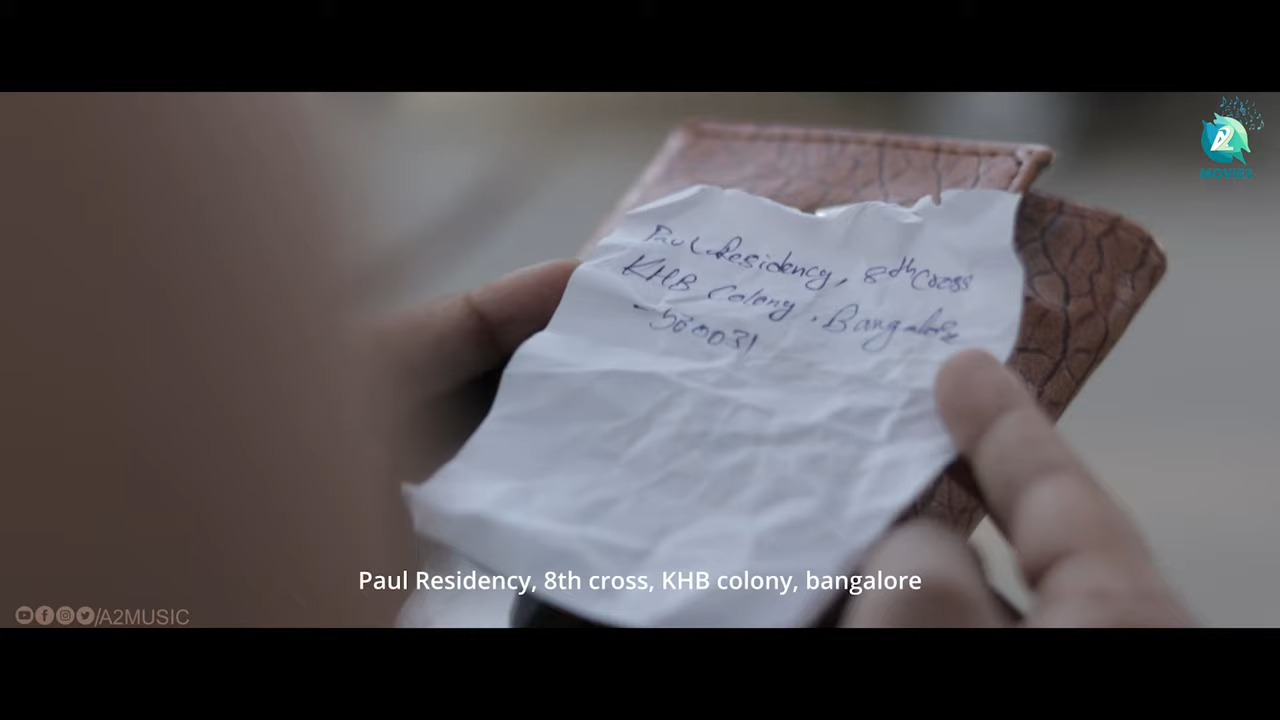 MOVIES
Paul Residency, 8th Cross
KHB Colony, Bangalore
- 560031
Paul Residency, 8th cross, KHB colony, bangalore
/A2MUSIC